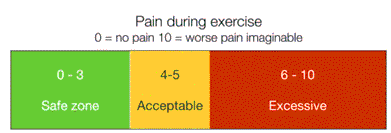 Pain during exercise
0 = no pain 10 = worse pain imaginable
0 - 3 4-5 6 - 10
Safe zone Acceptable Excessive